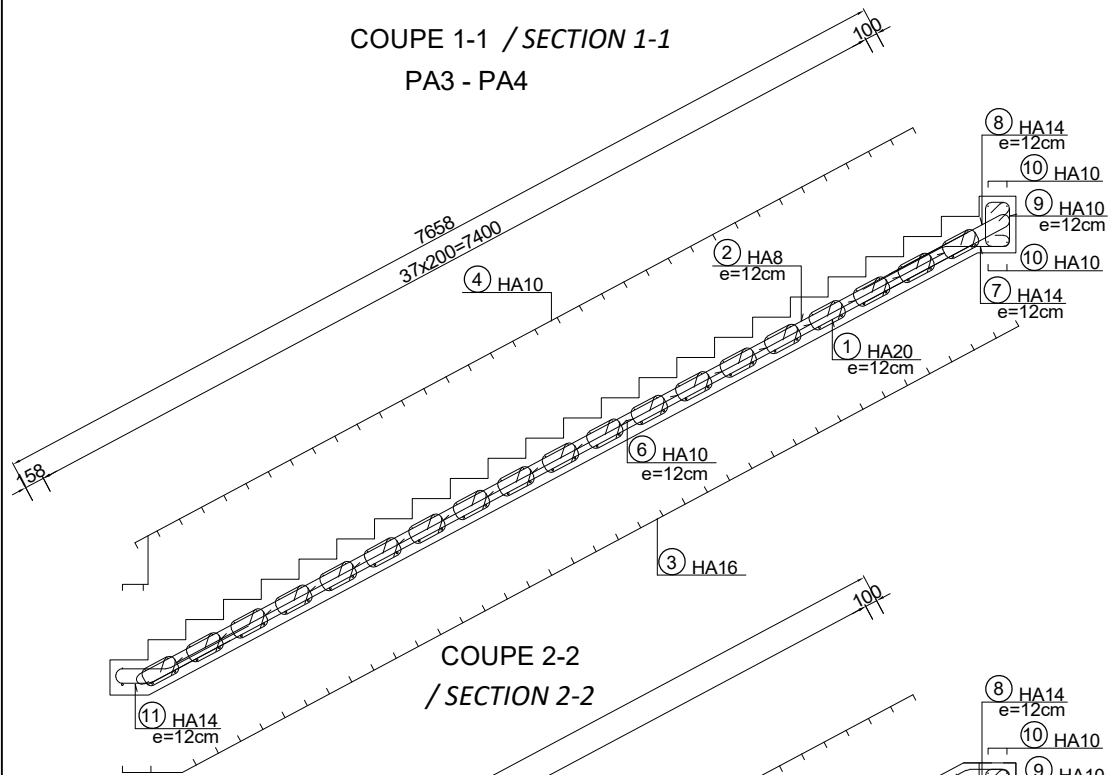 COUPE 1-1 / SECTION 1-1
PA3 - PA4
100
7658
37x200=7400
158
4 HA10
2 HA8
e=12cm
8 HA14
e=12cm
10 HA10
9 HA10
e=12cm
10 HA10
7 HA14
e=12cm
1 HA20
e=12cm
6 HA10
e=12cm
3 HA16
11 HA14
e=12cm
100
COUPE 2-2
/ SECTION 2-2
8 HA14
e=12cm
10 HA10
9 HA10